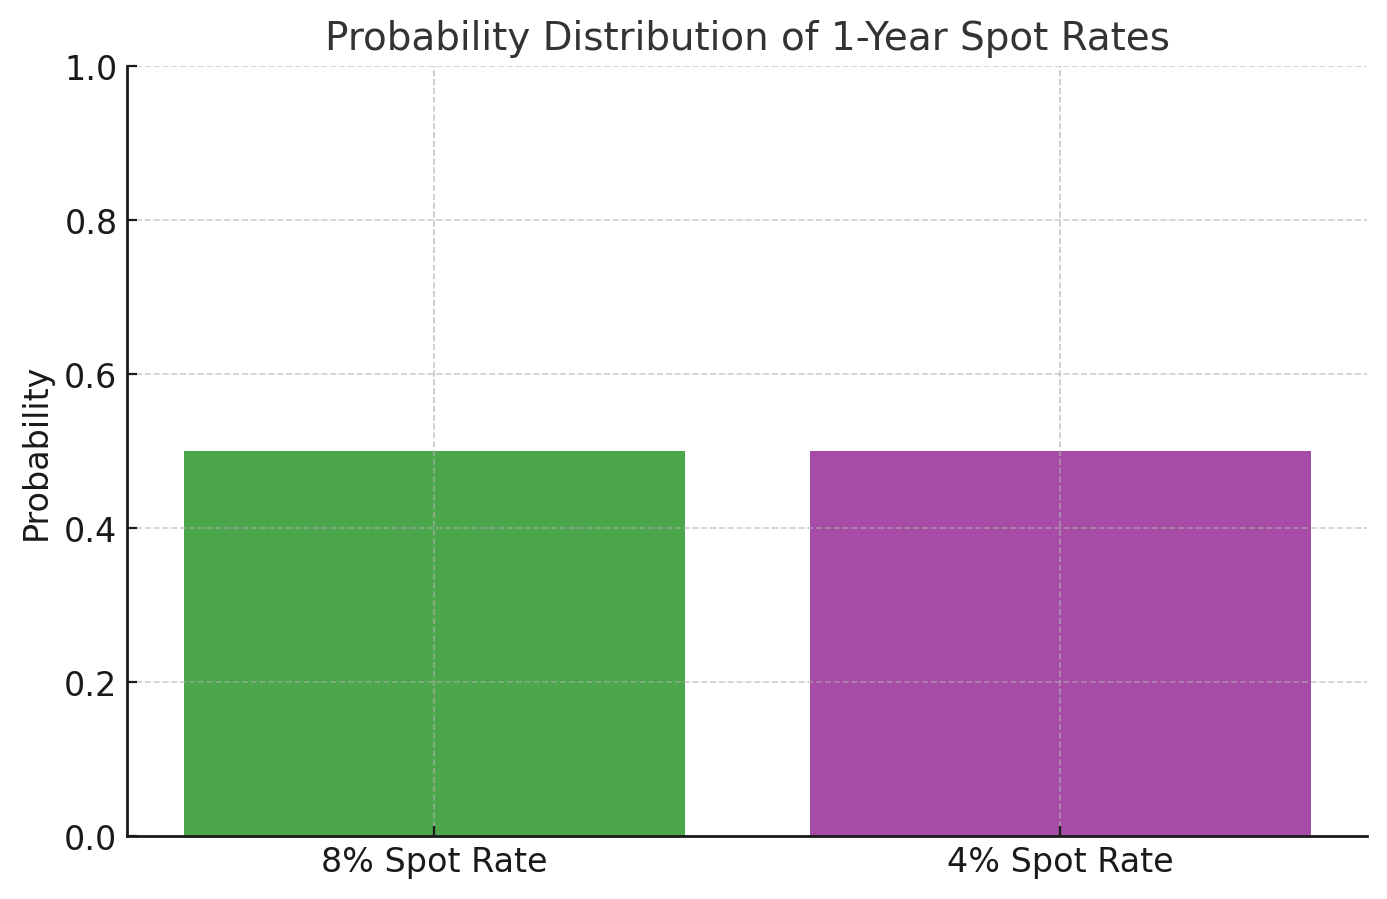 Probability Distribution of 1-Year Spot Rates
1.0
0.8
0.6
0.4
0.2
0.0
Probability
8% Spot Rate
4% Spot Rate